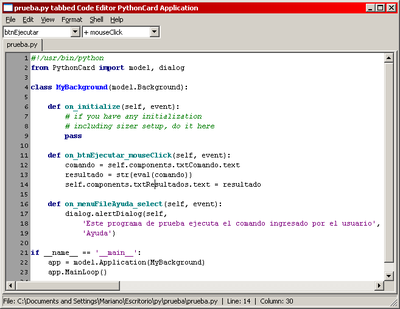 prueba.py tabbed Code Editor PythonCard Application
File Edit View Format Shell Help
btnEjecutar + mouseClick
prueba.py
1 #!/usr/bin/python
2 from PythonCard import model, dialog
3
4 class MyBackground(model.Background):
5
6 def on_initialize(self, event):
7 # if you have any initialization
8 # including sizer setup, do it here
9 pass
10
11 def on_btnEjecutar_mouseClick(self, event):
12 comando = self.components.txtComando.text
13 resultado = str(eval(comando))
14 self.components.txtResultados.text = resultado
15
16 def on_menuFileAyuda_select(self, event):
17 dialog.alertDialog(self,
18 'Este programa de prueba ejecuta el comando ingresado por el usuario',
19 'Ayuda')
20
21 if __name__ == '__main__':
22 app = model.Application(MyBackground)
23 app.MainLoop()
File: C:\Documents and Settings\Mariano\Escritorio\py\prueba\prueba.py | Line: 14 | Column: 30